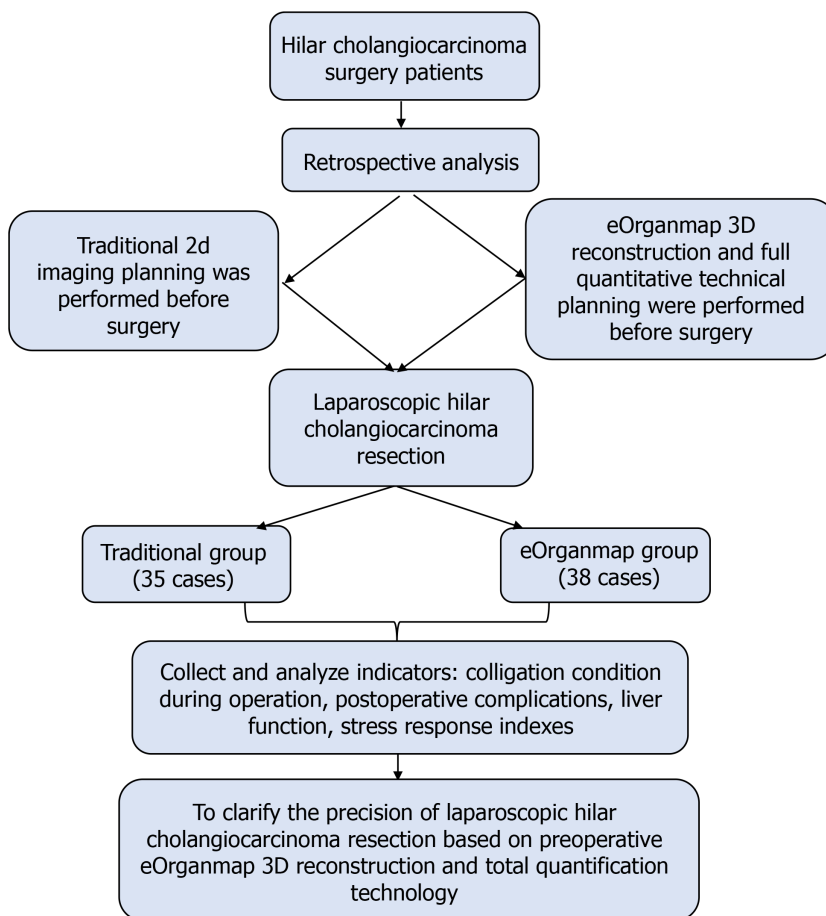 Hilar cholangiocarcinoma
surgery patients
Retrospective analysis
Traditional 2d
imaging planning was
performed before
surgery
eOrganmap 3D
reconstruction and full
quantitative technical
planning were performed
before surgery
Laparoscopic hilar
cholangiocarcinoma
resection
Traditional group
(35 cases)
eOrganmap group
(38 cases)
Collect and analyze indicators: colligation condition
during operation, postoperative complications, liver
function, stress response indexes
To clarify the precision of laparoscopic hilar
cholangiocarcinoma resection based on preoperative
eOrganmap 3D reconstruction and total quantification
technology